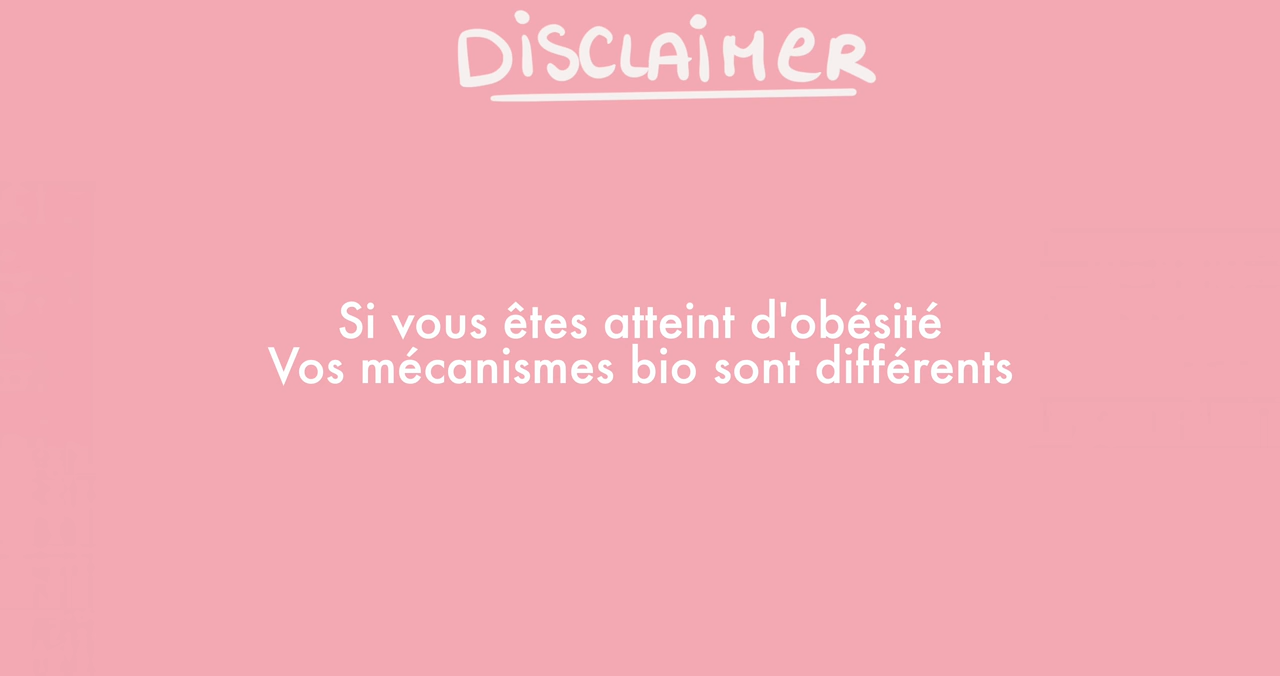 DiSCLAiMER
Si vous êtes atteint d'obésité
Vos mécanismes bio sont différents